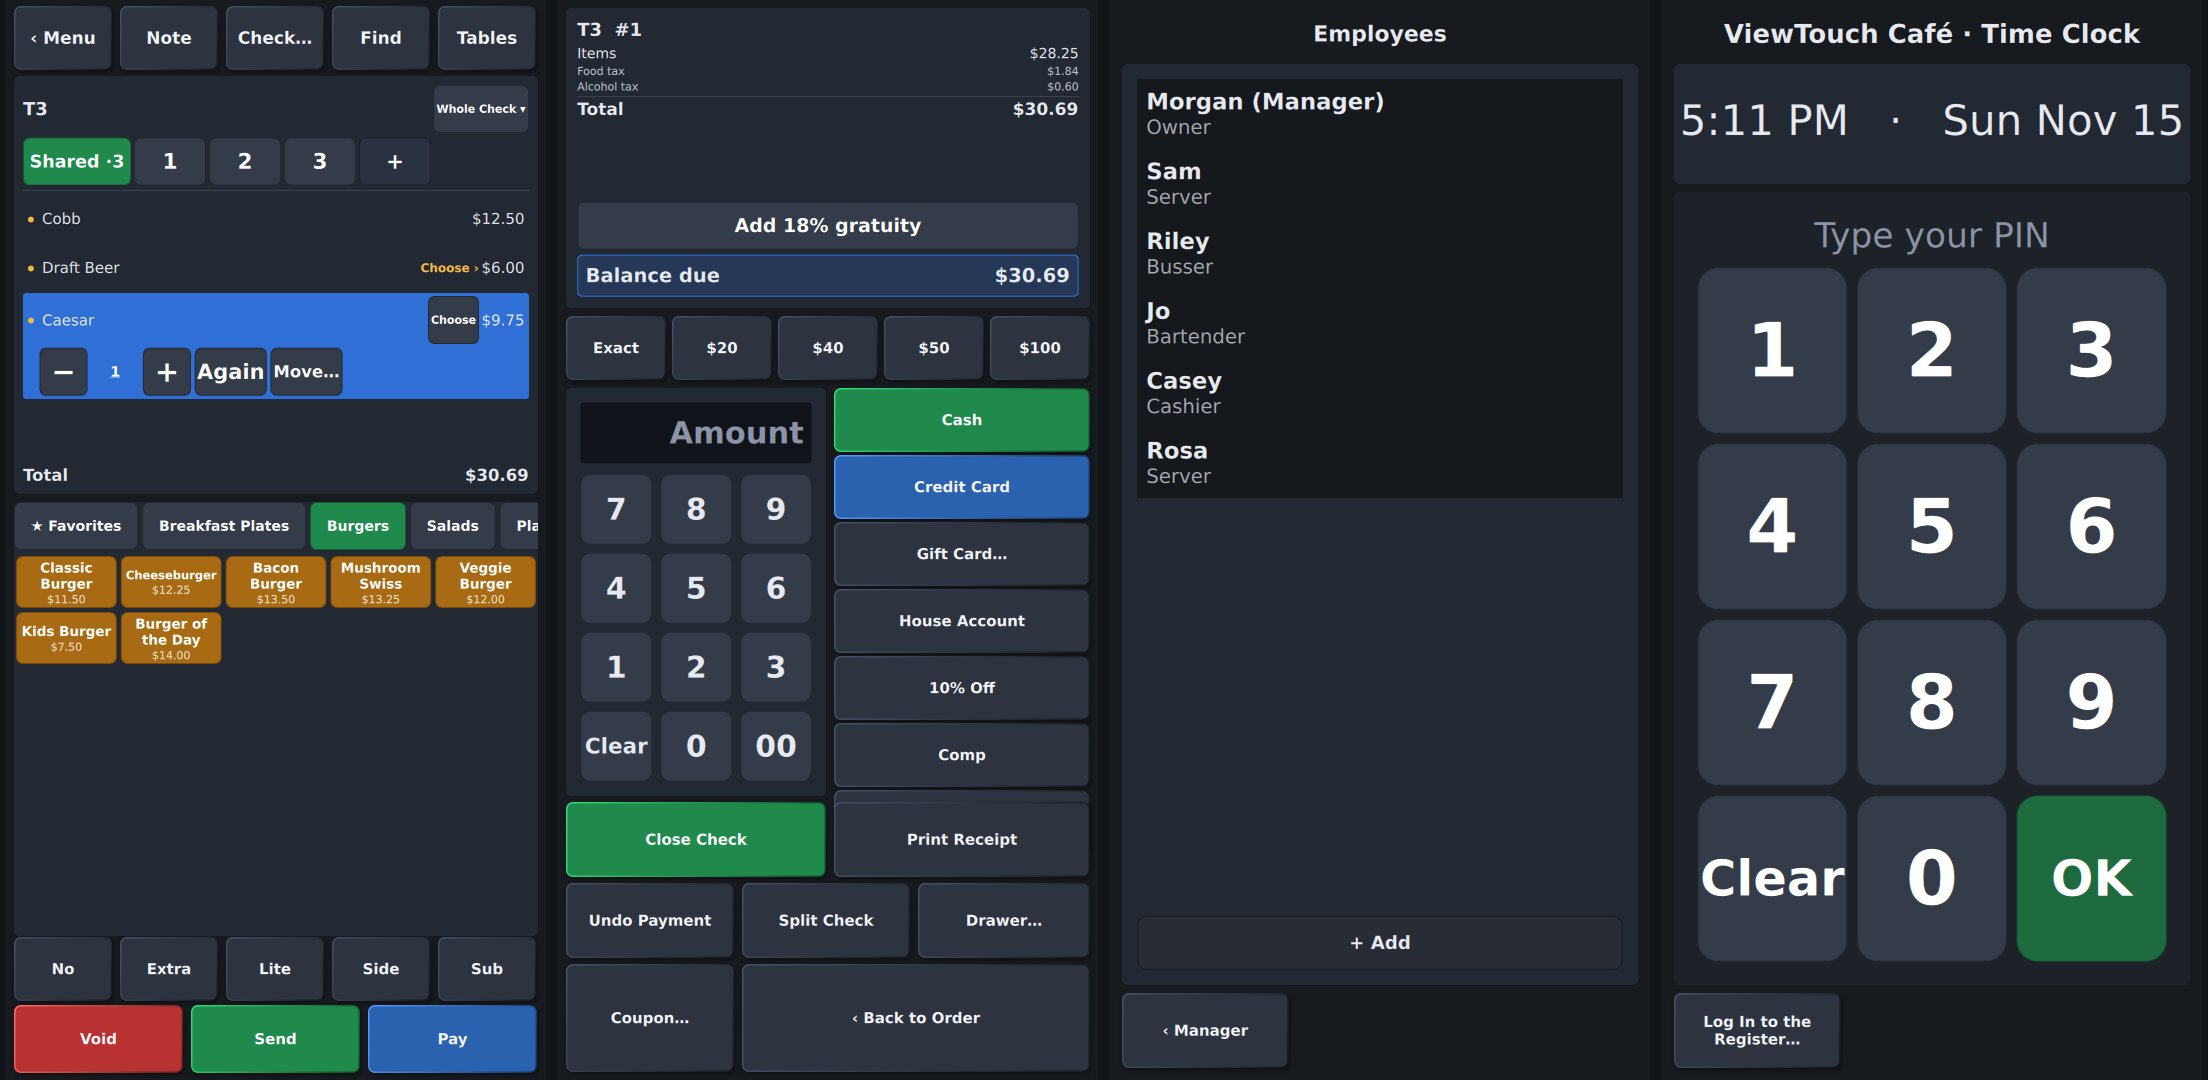 ‹ Menu
Note
Check...
Find
Tables
T3
Whole Check ▾
Shared ·3
1
2
3
+
• Cobb
$12.50
• Draft Beer
Choose › $6.00
• Caesar
Choose
$9.75
−
1
+
Again
Move...
Total
$30.69
★ Favorites
Breakfast Plates
Burgers
Salads
Pla
Classic
Burger
$11.50
Cheeseburger
$12.25
Bacon
Burger
$13.50
Mushroom
Swiss
$13.25
Veggie
Burger
$12.00
Kids Burger
$7.50
Burger of
the Day
$14.00
No
Extra
Lite
Side
Sub
Void
Send
Pay
T3 #1
Items
$28.25
Food tax
$1.84
Alcohol tax
$0.60
Total
$30.69
Add 18% gratuity
Balance due
$30.69
Exact
$20
$40
$50
$100
Amount
7
8
9
4
5
6
1
2
3
Clear
0
00
Cash
Credit Card
Gift Card...
House Account
10% Off
Comp
Close Check
Print Receipt
Undo Payment
Split Check
Drawer...
Coupon...
‹ Back to Order
Employees
Morgan (Manager)
Owner
Sam
Server
Riley
Busser
Jo
Bartender
Casey
Cashier
Rosa
Server
+ Add
‹ Manager
ViewTouch Café · Time Clock
5:11 PM · Sun Nov 15
Type your PIN
1
2
3
4
5
6
7
8
9
Clear
0
OK
Log In to the
Register...